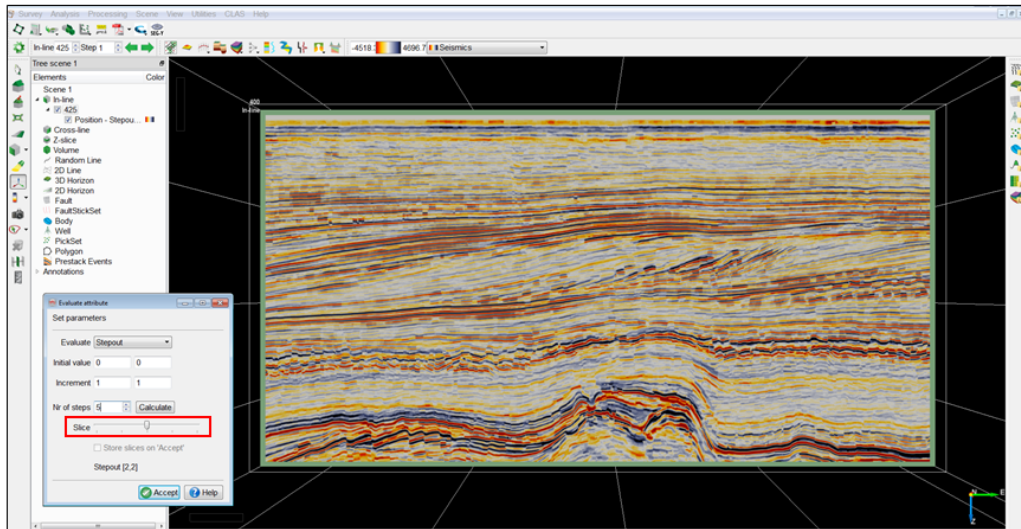 Survey Analysis Processing Scene View Utilities CLAS Help
SEG-Y
In-line 425 Step 1
4696.7 Seismics
Tree scene 1
Elements Color
Scene 1
In-line
425
Position - Stepou...
Cross-line
Z-slice
Volume
Random Line
2D Line
3D Horizon
2D Horizon
Fault
FaultStickSet
Body
Well
PickSet
Polygon
Prestack Events
Annotations
400
In-line
Evaluate attribute
Set parameters
Evaluate Stepout
Initial value 0 0
Increment 1 1
Nr of steps 5 Calculate
Slice
Store slices on 'Accept'
Stepout [2,2]
Accept Help
N E
Z